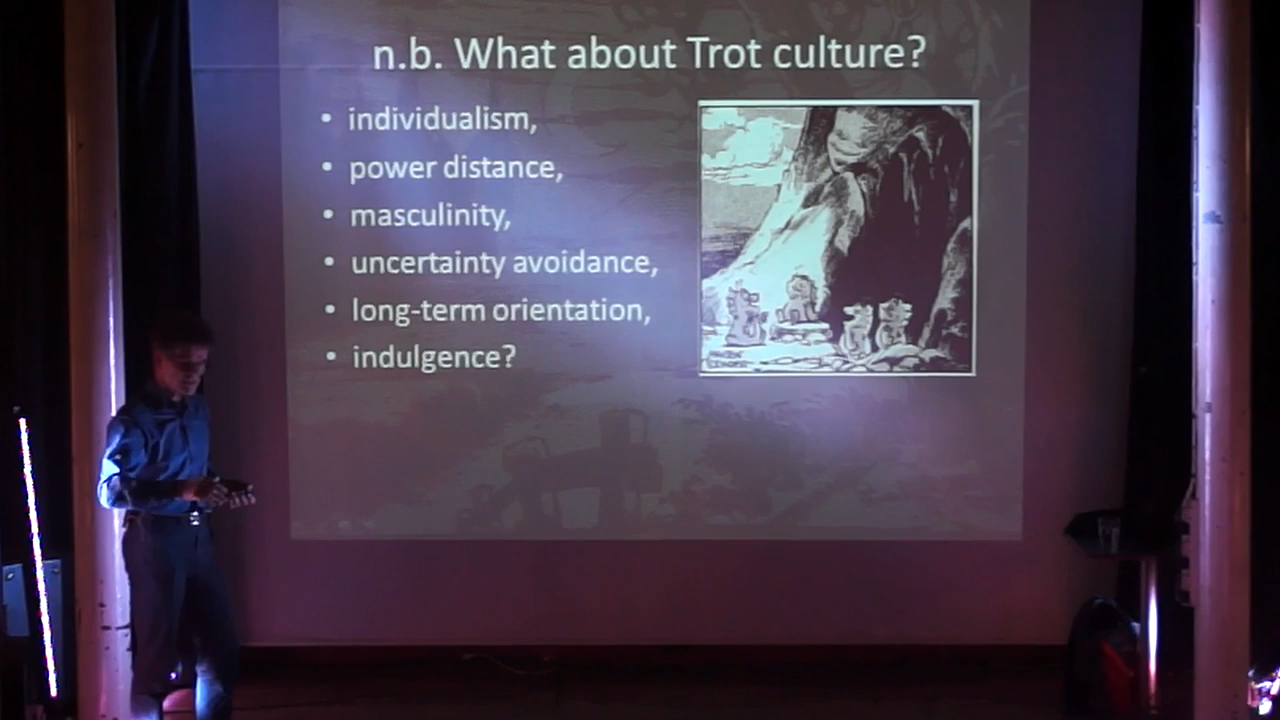 n.b. What about Trot culture?
• individualism,
• power distance,
• masculinity,
• uncertainty avoidance,
• long-term orientation,
• indulgence?